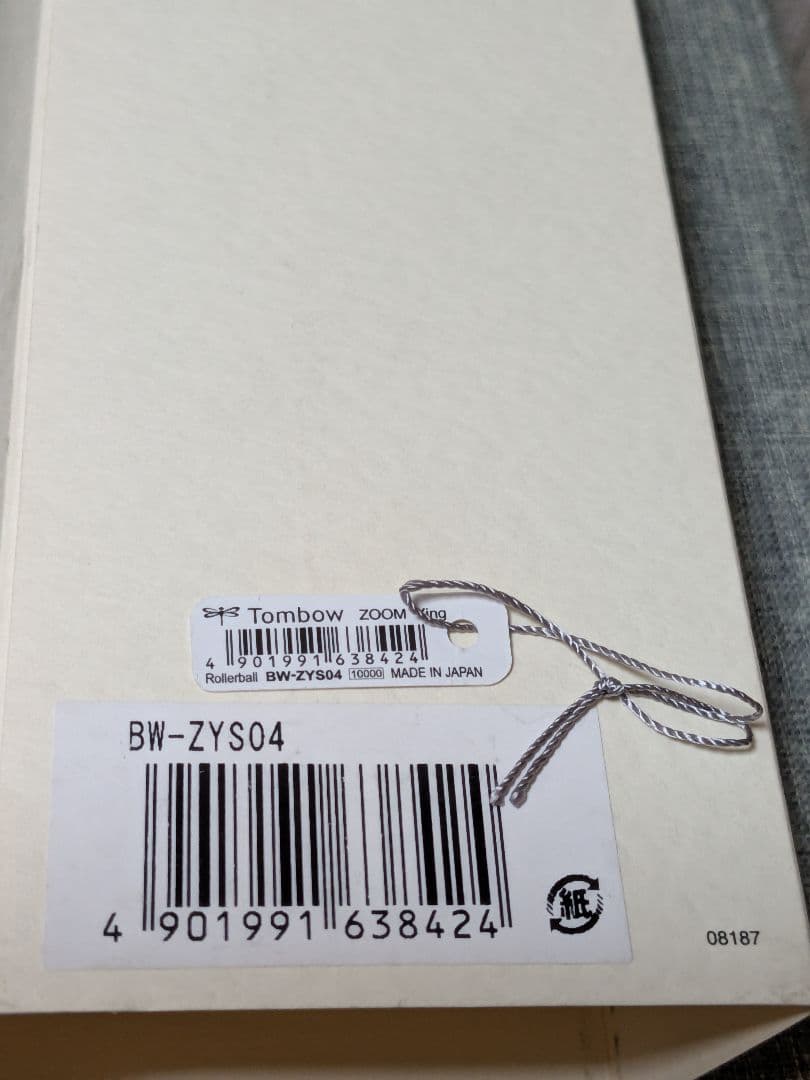 Tombow ZOOM
4 901991 638424
Rollerball BW-ZYS04 10000 MADE IN JAPAN
BW-ZYS04
4 901991 638424
紙
08187